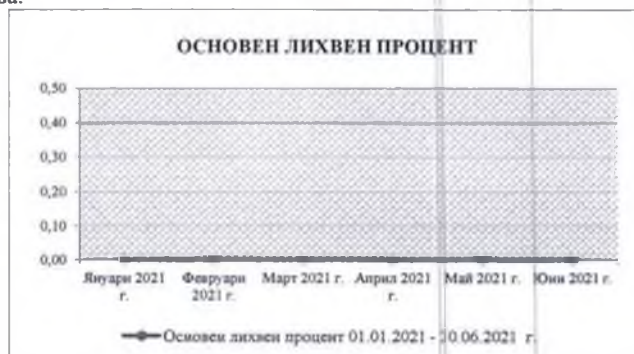 ОСНОВЕН ЛИХВЕН ПРОЦЕНТ
0,50
0,40
0,30
0,20
0,10
0,00
Януари 2021 г.
Февруари 2021 г.
Март 2021 г.
Април 2021 г.
Май 2021 г.
Юни 2021 г.
Основен лихвен процент 01.01.2021 - 30.06.2021 г.